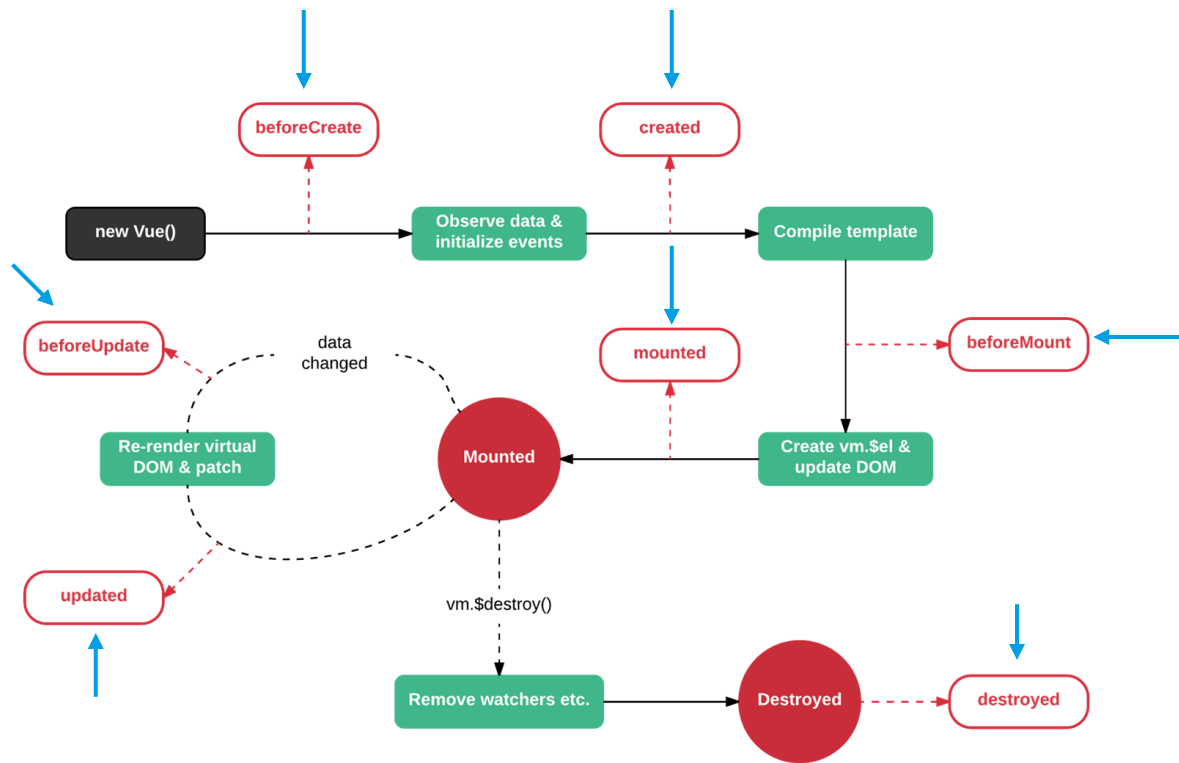 beforeCreate
created
new Vue()
Observe data &
initialize events
Compile template
beforeUpdate
data
changed
mounted
beforeMount
Re-render virtual
DOM & patch
Mounted
Create vm.$el &
update DOM
updated
vm.$destroy()
Remove watchers etc.
Destroyed
destroyed